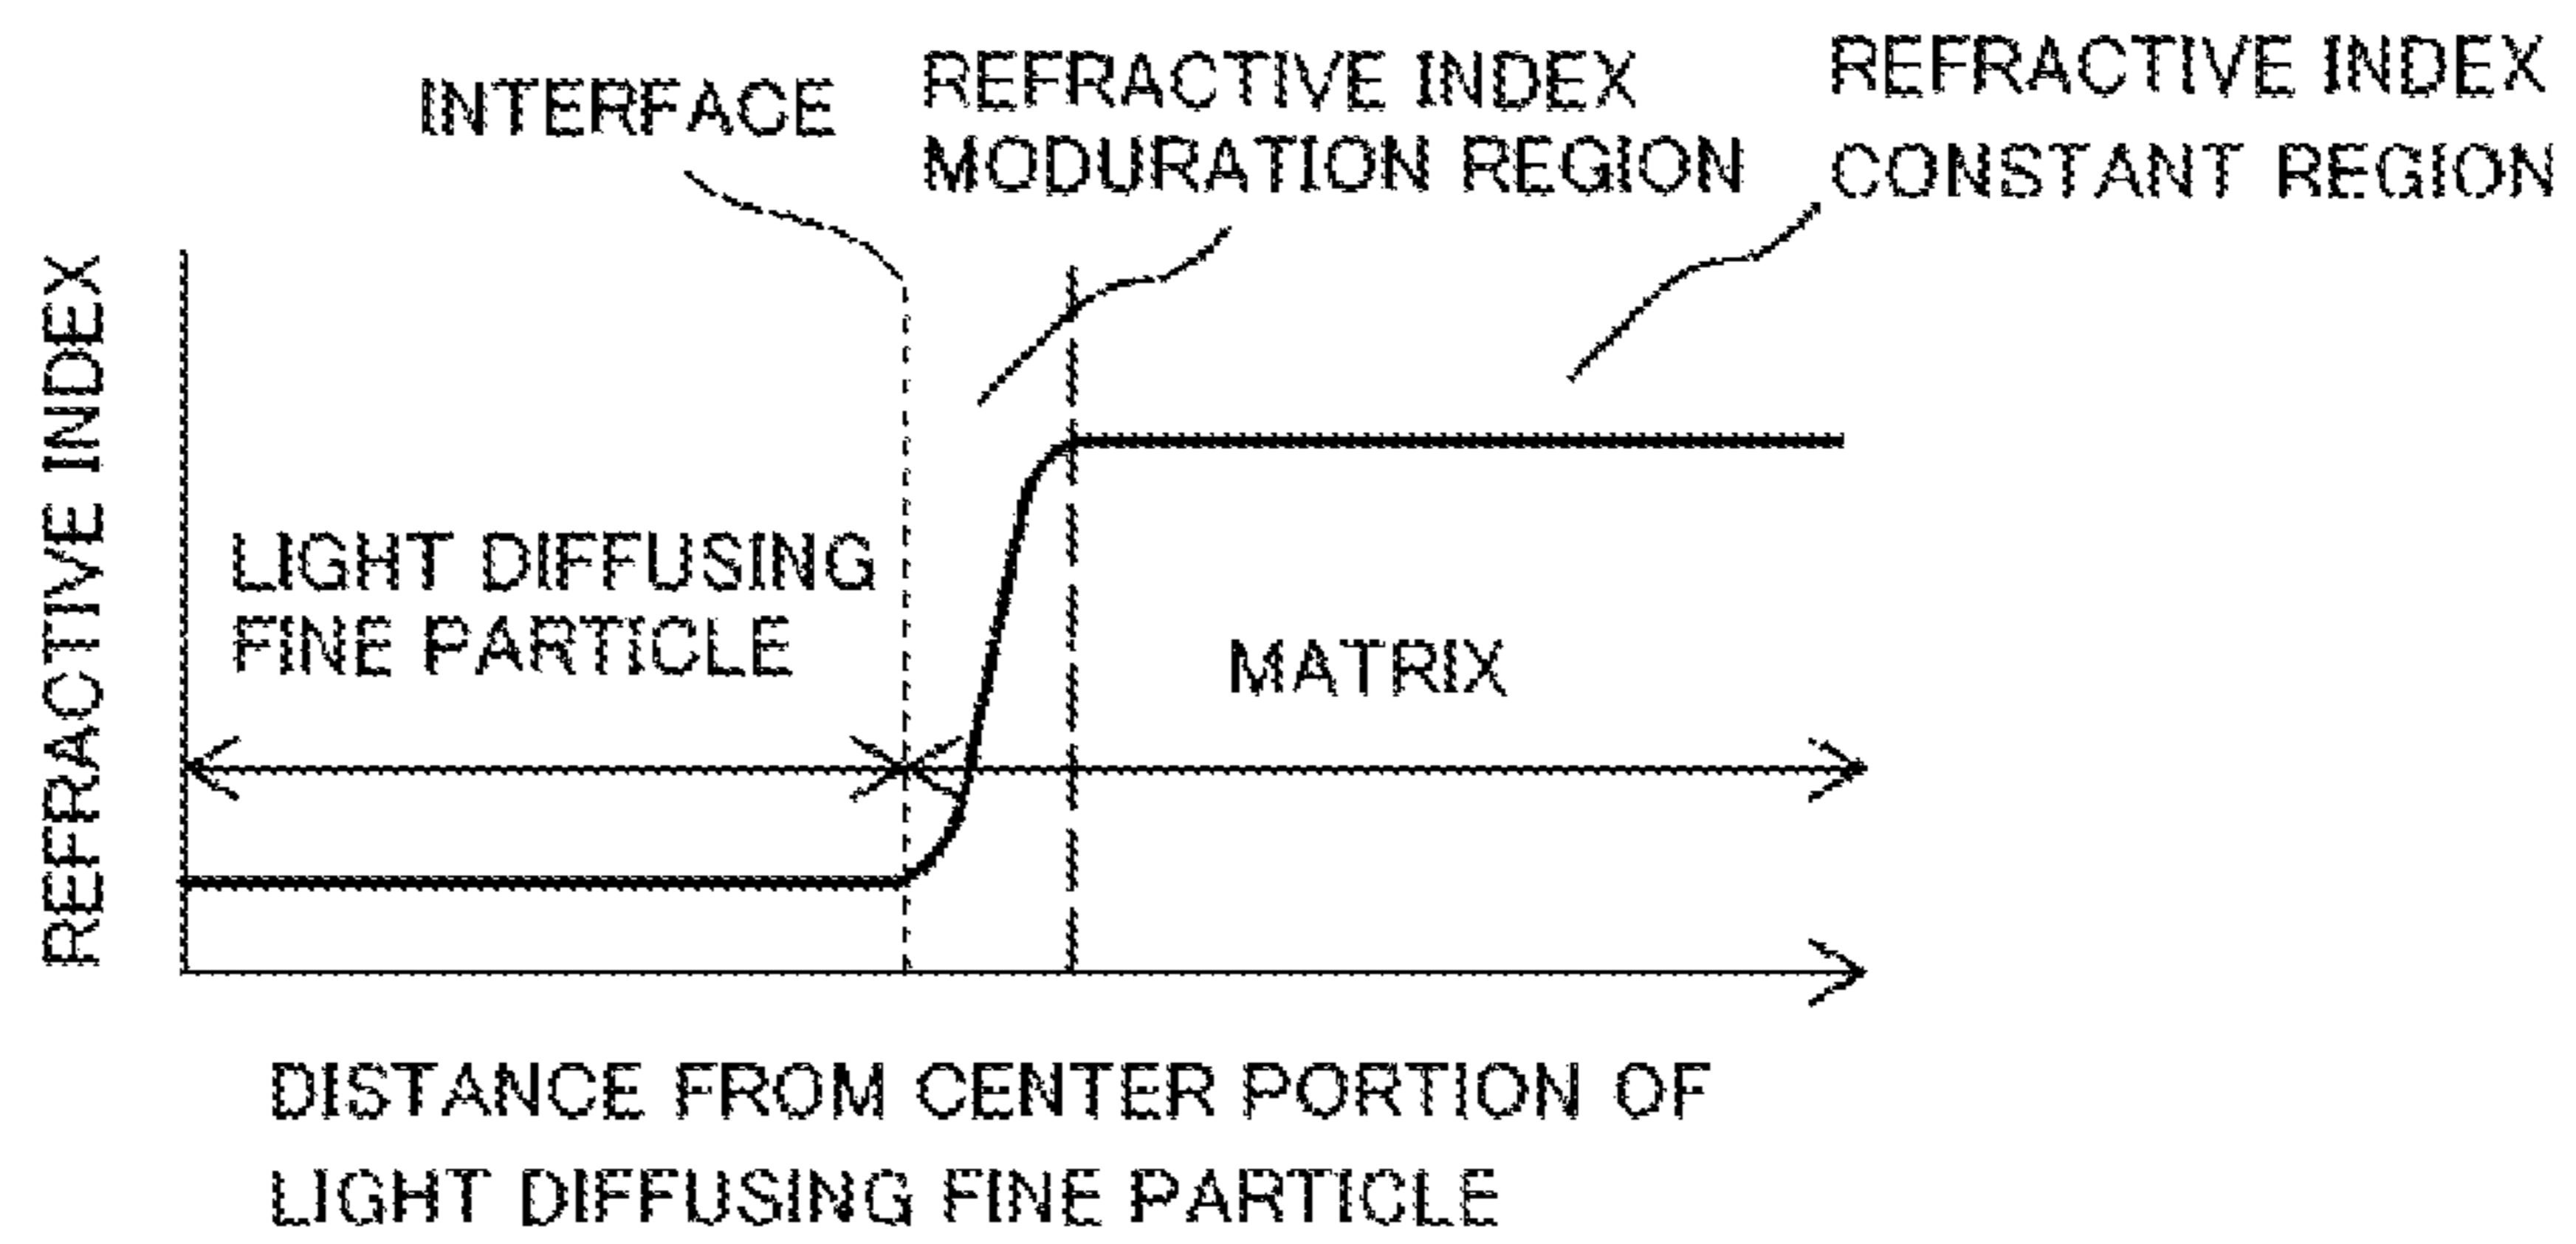 INTERFACE
REFRACTIVE INDEX
MODURATION REGION
REFRACTIVE INDEX
CONSTANT REGION
REFRACTIVE INDEX
LIGHT DIFFUSING
FINE PARTICLE
MATRIX
DISTANCE FROM CENTER PORTION OF
LIGHT DIFFUSING FINE PARTICLE